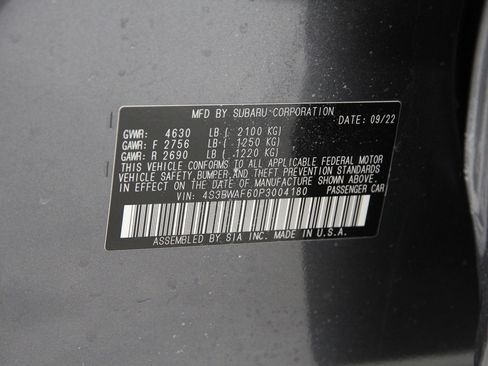 MFD BY SUBARU CORPORATION DATE: 09/22
GVWR: 4630 LB ( 2100 KG)
GAWR: F 2756 LB ( 1250 KG)
GAWR: R 2690 LB ( 1220 KG)
THIS VEHICLE CONFORMS TO ALL APPLICABLE FEDERAL MOTOR
VEHICLE SAFETY, BUMPER, AND THEFT PREVENTION STANDARDS
IN EFFECT ON THE DATE OF MANUFACTURE SHOWN ABOVE.
VIN: 4S3BWAF60P3004180 PASSENGER CAR
ASSEMBLED BY SIA INC. MADE IN U.S.A.